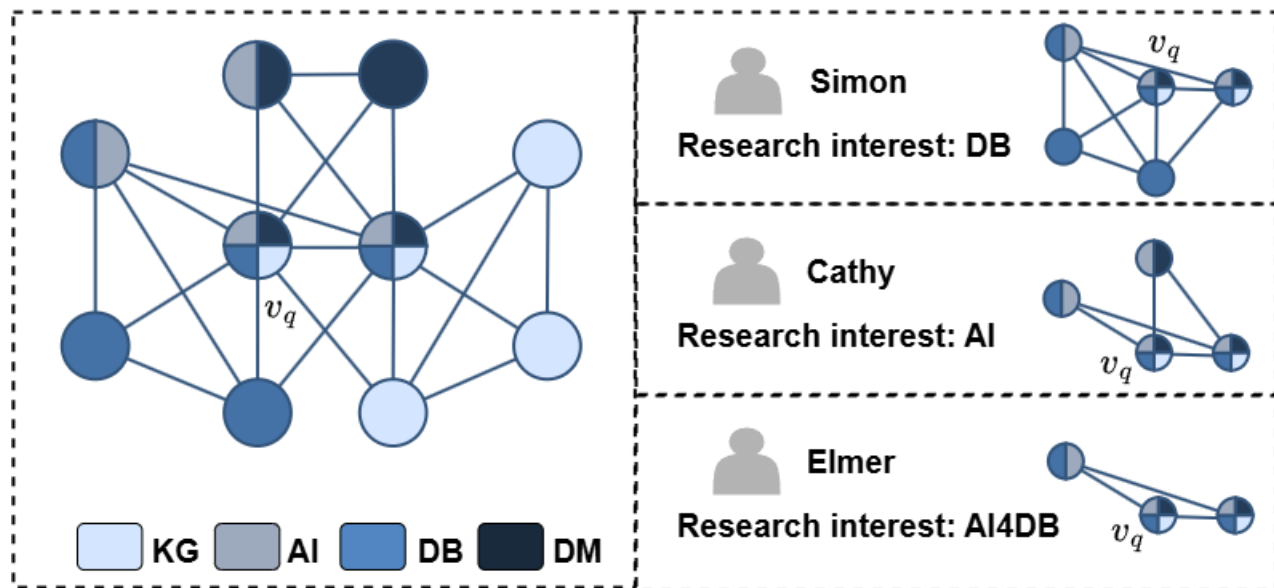 v_q
KG AI DB DM
v_q
Simon
Research interest: DB
Cathy
Research interest: AI
v_q
Elmer
Research interest: AI4DB
v_q